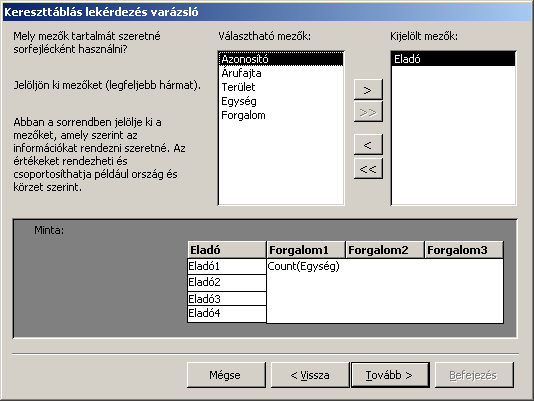 Kereszttáblás lekérdezés varázsló
Mely mezők tartalmát szeretné
sorfejlécként használni?
Jelöljön ki mezőket (legfeljebb hármat).
Abban a sorrendben jelölje ki a
mezőket, amely szerint az
információkat rendezni szeretné. Az
értékeket rendezheti és
csoportosíthatja például ország és
körzet szerint.
Választható mezők:
Azonosító
Árufajta
Terület
Egység
Forgalom
>
>>
<
<<
Kijelölt mezők:
Eladó
Minta:
Eladó Forgalom1 Forgalom2 Forgalom3
Eladó1 Count(Egység)
Eladó2
Eladó3
Eladó4
Mégse < Vissza Tovább > Befejezés